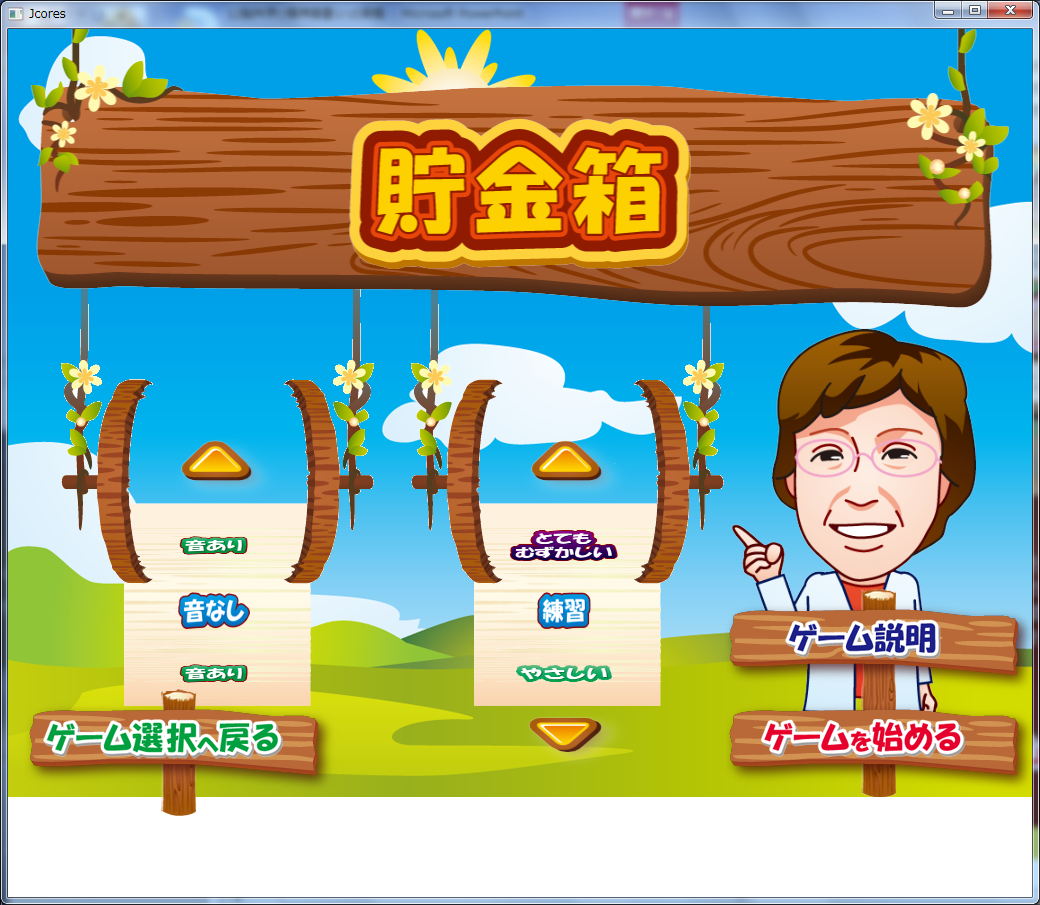 Jcores
貯金箱
音あり
音なし
音あり
とても
むずかしい
練習
やさしい
ゲーム説明
ゲーム選択へ戻る
ゲームを始める